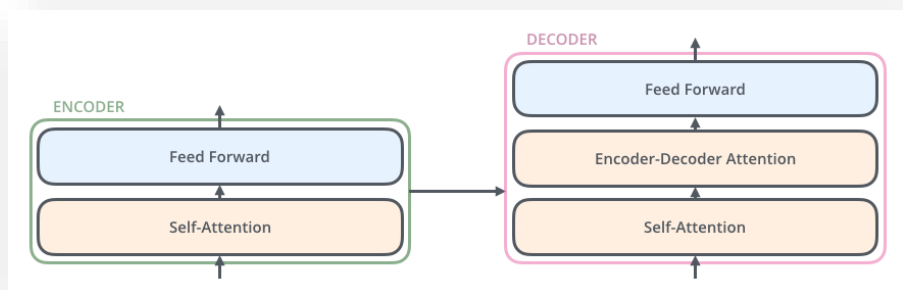 ENCODER
Feed Forward
Self-Attention
DECODER
Feed Forward
Encoder-Decoder Attention
Self-Attention